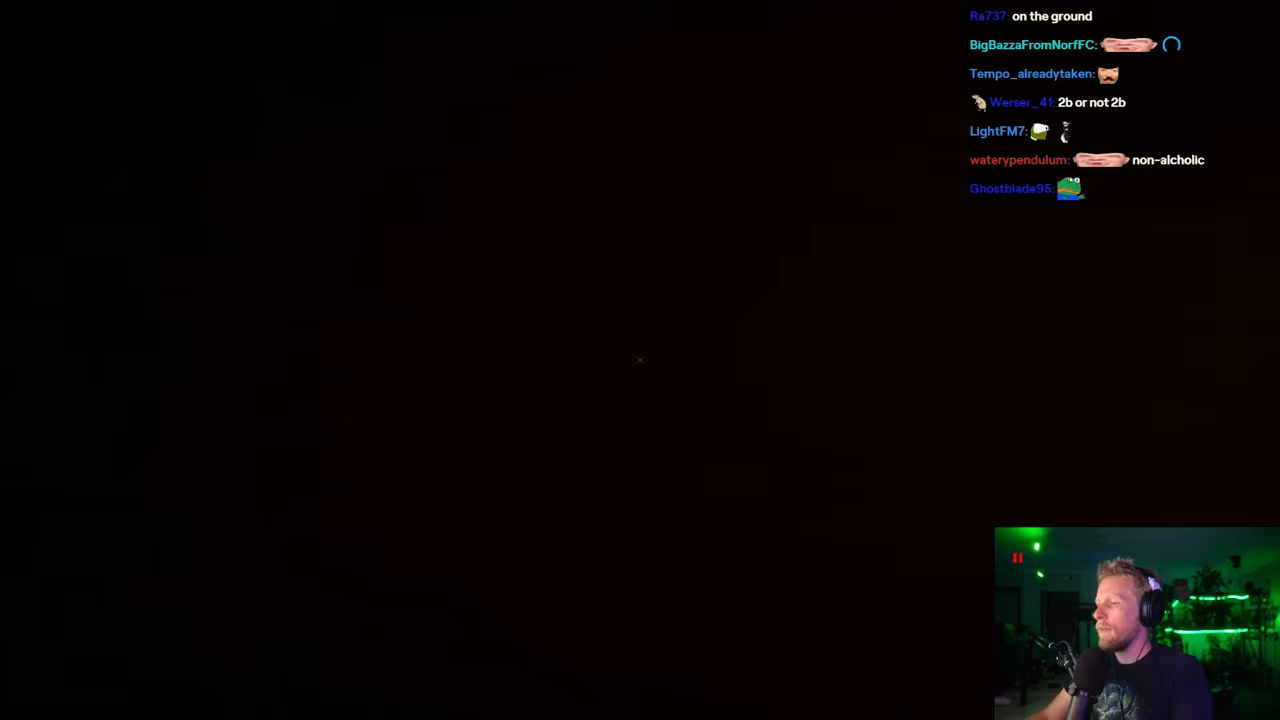 Ra737: on the ground
BigBazzaFromNorfFC:
Tempo_alreadytaken:
Werser_41: 2b or not 2b
LightFM7:
waterypendulum: non-alcholic
Ghostblade95: